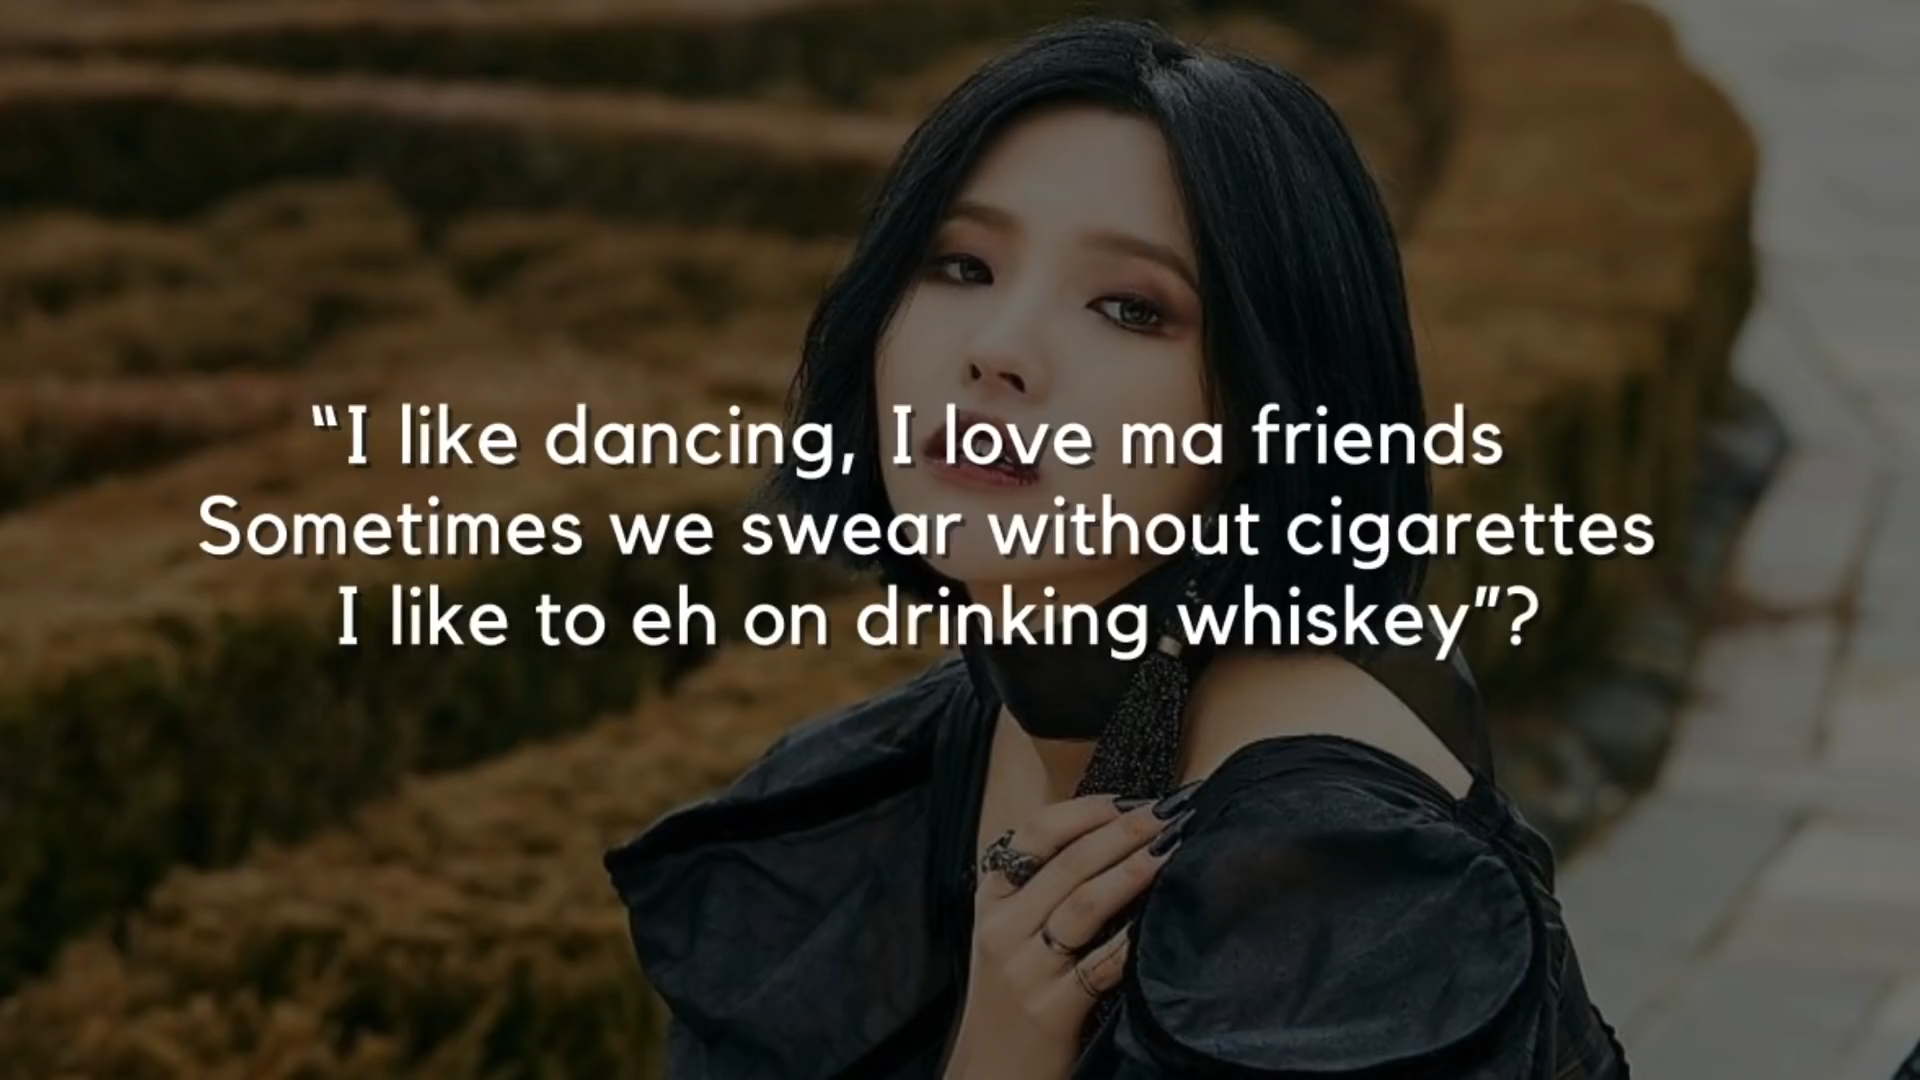 “I like dancing, I love ma friends
Sometimes we swear without cigarettes
I like to eh on drinking whiskey”?